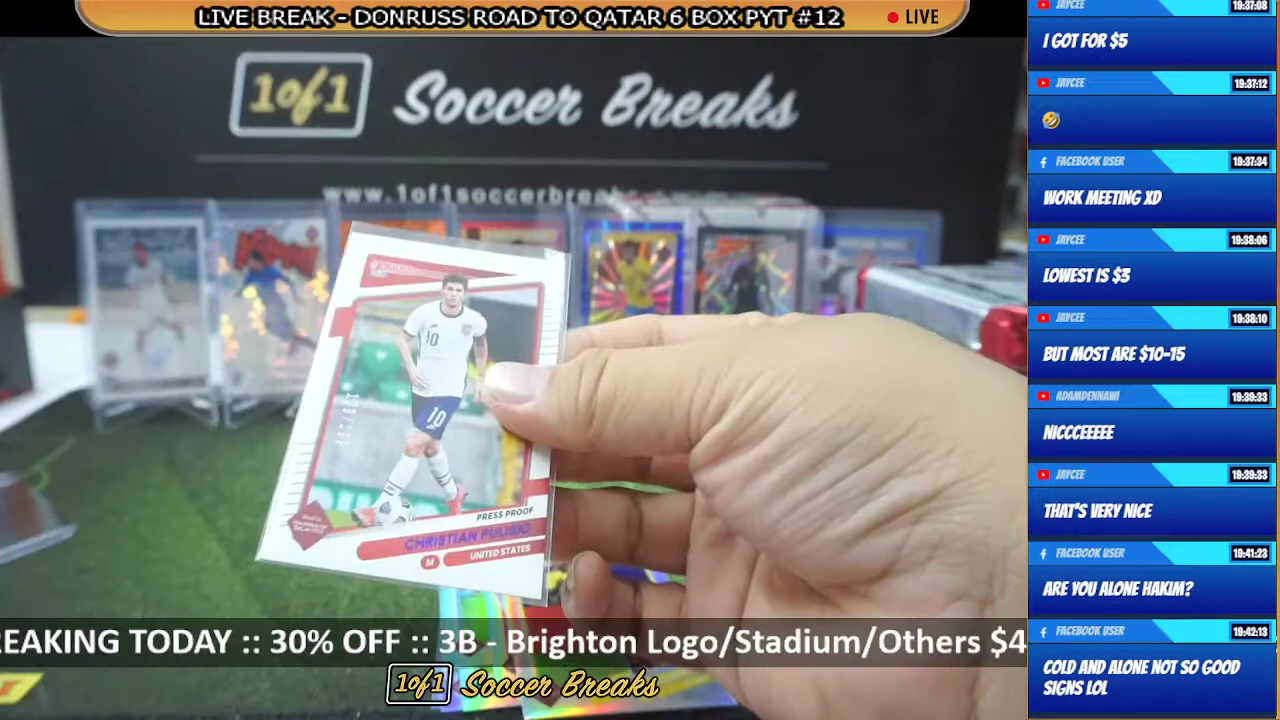 LIVE BREAK - DONRUSS ROAD TO QATAR 6 BOX PYT #12
LIVE
1of1 Soccer Breaks
www.1of1soccerbreak
10
10
PRESS PROOF
CHRISTIAN PULISIC
M UNITED STATES
REAKING TODAY :: 30% OFF :: 3B - Brighton Logo/Stadium/Others $4
1of1 Soccer Breaks
JAYCEE 19:37:08
I GOT FOR $5
JAYCEE 19:37:12
🤣
FACEBOOK USER 19:37:34
WORK MEETING XD
JAYCEE 19:38:06
LOWEST IS $3
JAYCEE 19:38:10
BUT MOST ARE $10-15
ADAMDENNAWI 19:39:33
NICCCEEEEE
JAYCEE 19:39:33
THAT'S VERY NICE
FACEBOOK USER 19:41:23
ARE YOU ALONE HAKIM?
FACEBOOK USER 19:42:13
COLD AND ALONE NOT SO GOOD
SIGNS LOL